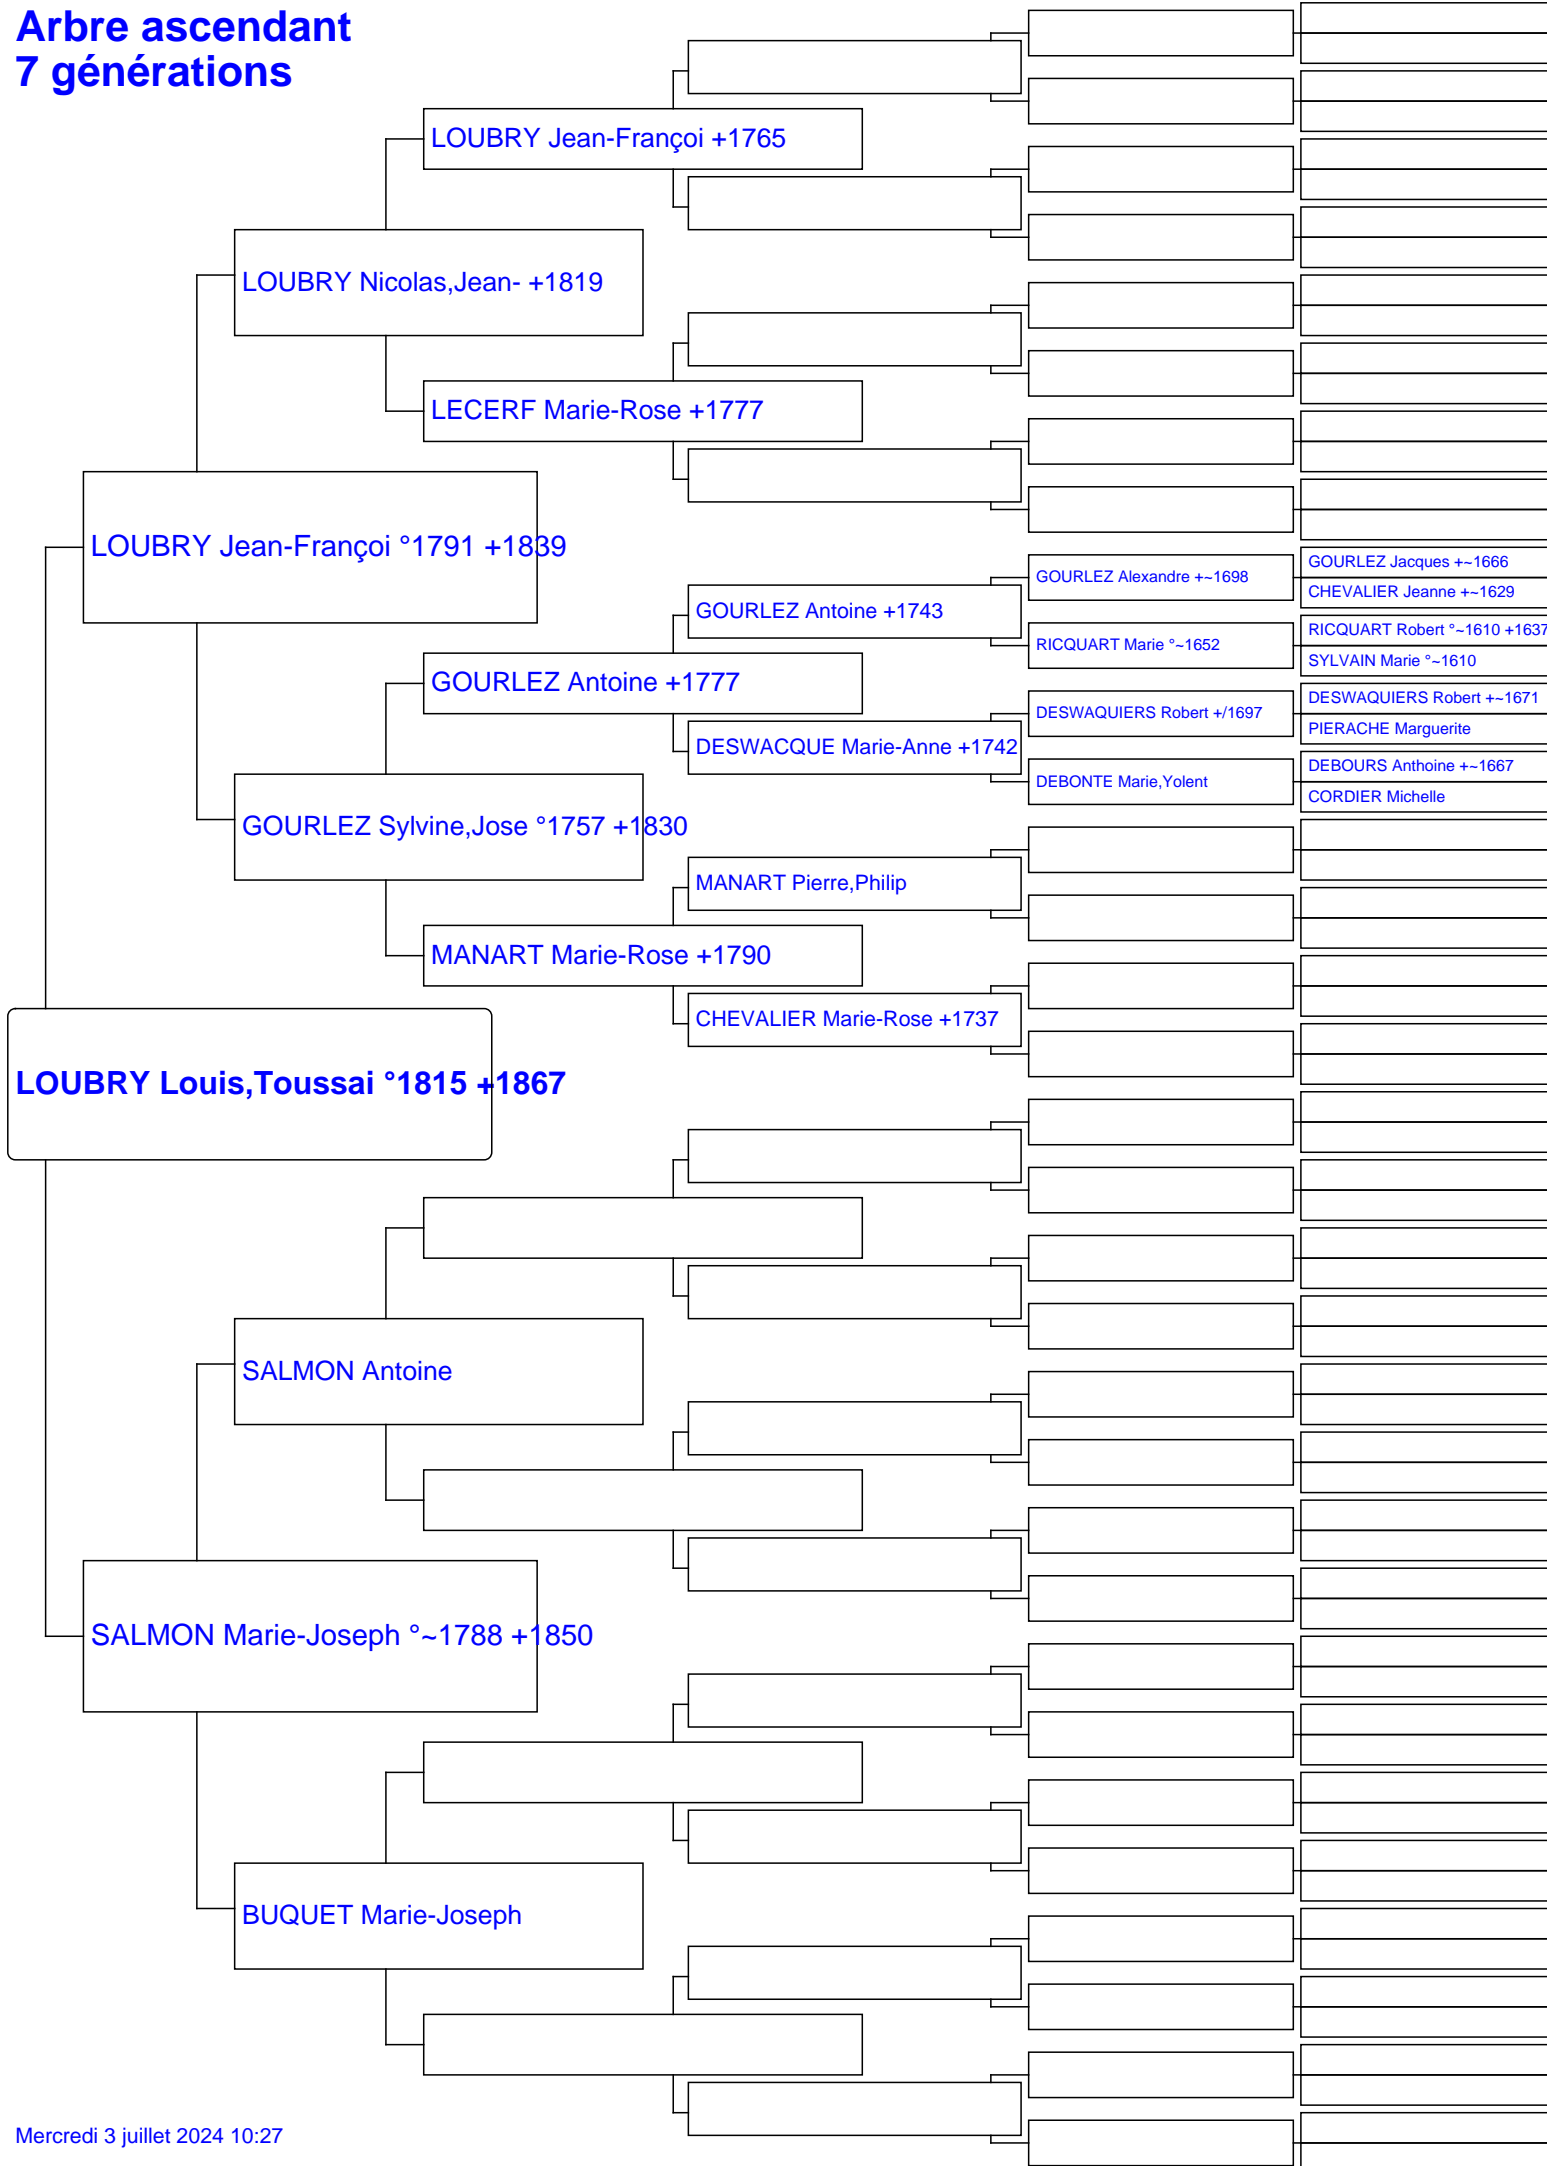 Arbre ascendant
7 générations
LOUBRY Jean-Françoi +1765
LOUBRY Nicolas,Jean- +1819
LECERF Marie-Rose +1777
LOUBRY Jean-Françoi °1791 +1839
GOURLEZ Jacques +~1666
GOURLEZ Alexandre +~1698
CHEVALIER Jeanne +~1629
GOURLEZ Antoine +1743
RICQUART Robert °~1610 +1637
RICQUART Marie °~1652
SYLVAIN Marie °~1610
GOURLEZ Antoine +1777
DESWAQUIERS Robert +~1671
DESWAQUIERS Robert +/1697
PIERACHE Marguerite
DESWACQUE Marie-Anne +1742
DEBOURS Anthoine +~1667
DEBONTE Marie,Yolent
CORDIER Michelle
GOURLEZ Sylvine,Jose °1757 +1830
MANART Pierre,Philip
MANART Marie-Rose +1790
CHEVALIER Marie-Rose +1737
LOUBRY Louis,Toussai °1815 +1867
SALMON Antoine
SALMON Marie-Joseph °~1788 +1850
BUQUET Marie-Joseph
Mercredi 3 juillet 2024 10:27